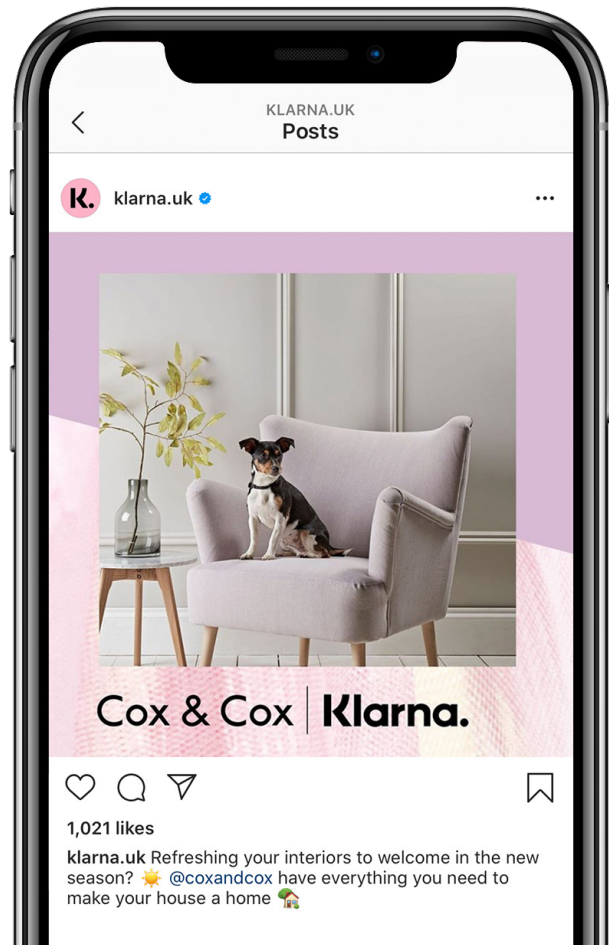 KLARNA.UK
Posts
K.
klarna.uk
Cox & Cox | Klarna.
1,021 likes
klarna.uk Refreshing your interiors to welcome in the new
season? ☀️ @coxandcox have everything you need to
make your house a home 🏡